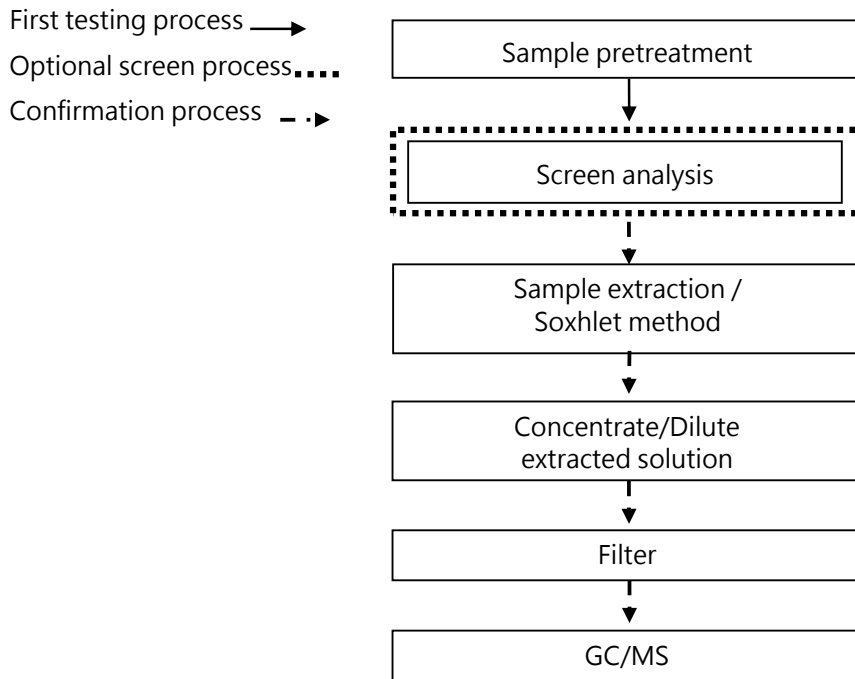 First testing process
Optional screen process
Confirmation process
Sample pretreatment
Screen analysis
Sample extraction /
Soxhlet method
Concentrate/Dilute
extracted solution
Filter
GC/MS